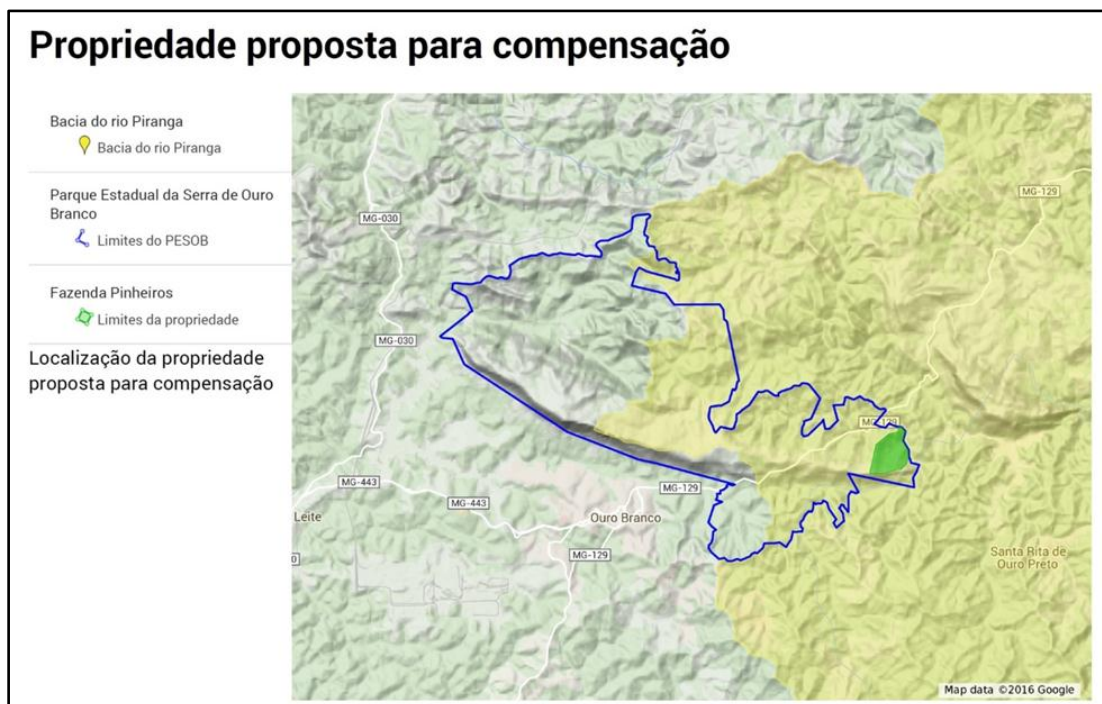 Propriedade proposta para compensação
Bacia do rio Piranga
Bacia do rio Piranga
Parque Estadual da Serra de Ouro
Branco
Limites do PESOB
Fazenda Pinheiros
Limites da propriedade
Localização da propriedade
proposta para compensação
MG-129
MG-030
MG-030
MG-129
MG-443
MG-443
MG-129
Leite
Ouro Branco
MG-129
0
Santa Rita de
Ouro Preto
Map data ©2016 Google